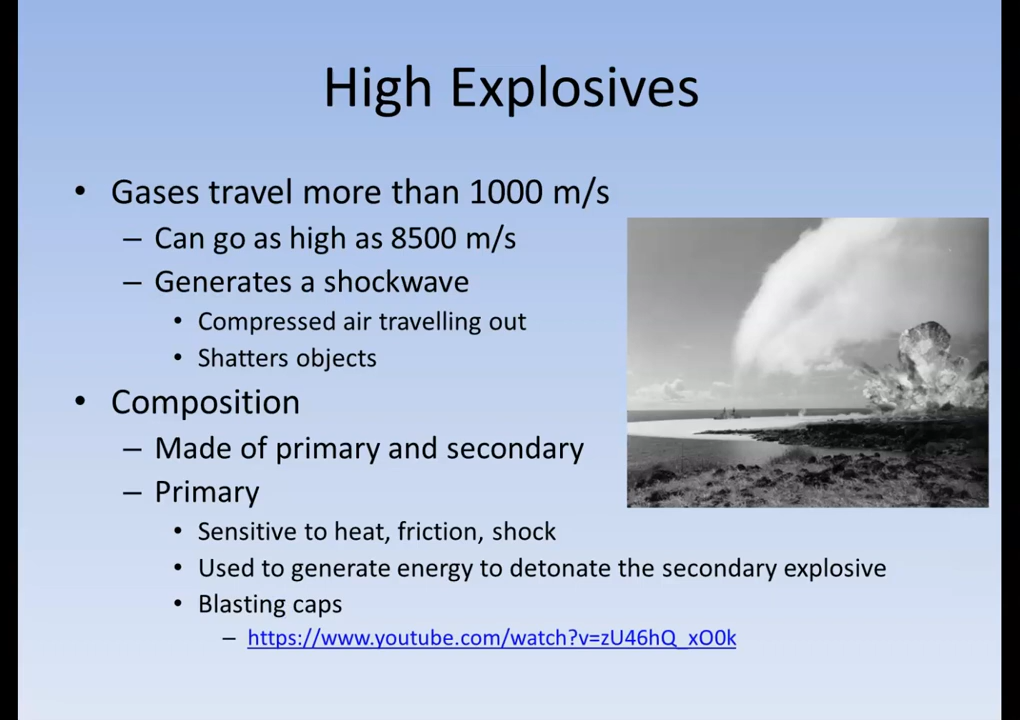 High Explosives
• Gases travel more than 1000 m/s
– Can go as high as 8500 m/s
– Generates a shockwave
• Compressed air travelling out
• Shatters objects
• Composition
– Made of primary and secondary
– Primary
• Sensitive to heat, friction, shock
• Used to generate energy to detonate the secondary explosive
• Blasting caps
– https://www.youtube.com/watch?v=zU46hQ_xO0k